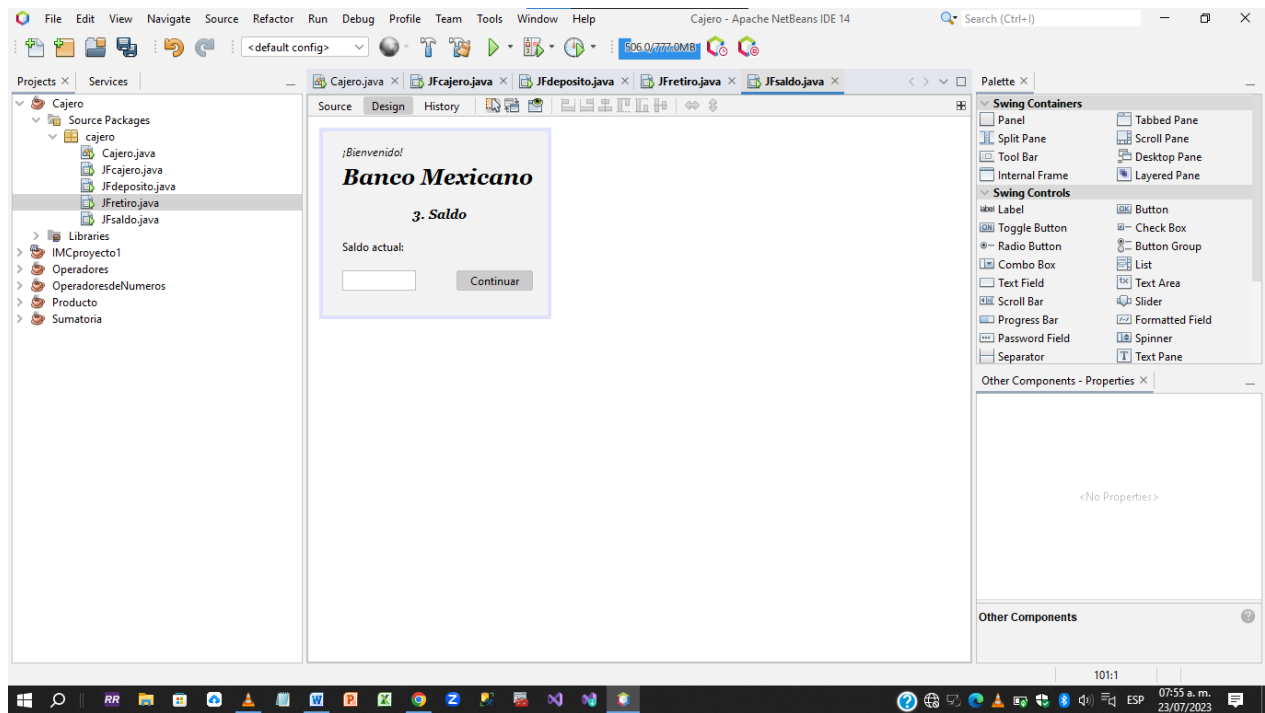 File Edit View Navigate Source Refactor Run Debug Profile Team Tools Window Help Cajero - Apache NetBeans IDE 14 Search (Ctrl+I)
<default config> 506.0/777.0MB
Projects Services Cajero.java JFcajero.java JFdeposito.java JFretiro.java JFsaldo.java Palette
Source Design History
Cajero
Source Packages
cajero
Cajero.java
JFcajero.java
JFdeposito.java
JFretiro.java
JFsaldo.java
Libraries
IMCproyecto1
Operadores
OperadoresdeNumeros
Producto
Sumatoria
¡Bienvenido!
Banco Mexicano
3. Saldo
Saldo actual:
Continuar
Swing Containers
Panel Tabbed Pane
Split Pane Scroll Pane
Tool Bar Desktop Pane
Internal Frame Layered Pane
Swing Controls
label Label OK Button
ON Toggle Button Check Box
Radio Button Button Group
Combo Box List
Text Field Text Area
Scroll Bar Slider
Progress Bar Formatted Field
Password Field Spinner
Separator T Text Pane
Other Components - Properties
<No Properties>
Other Components
101:1
RR W P X Z ESP 07:55 a. m.
23/07/2023